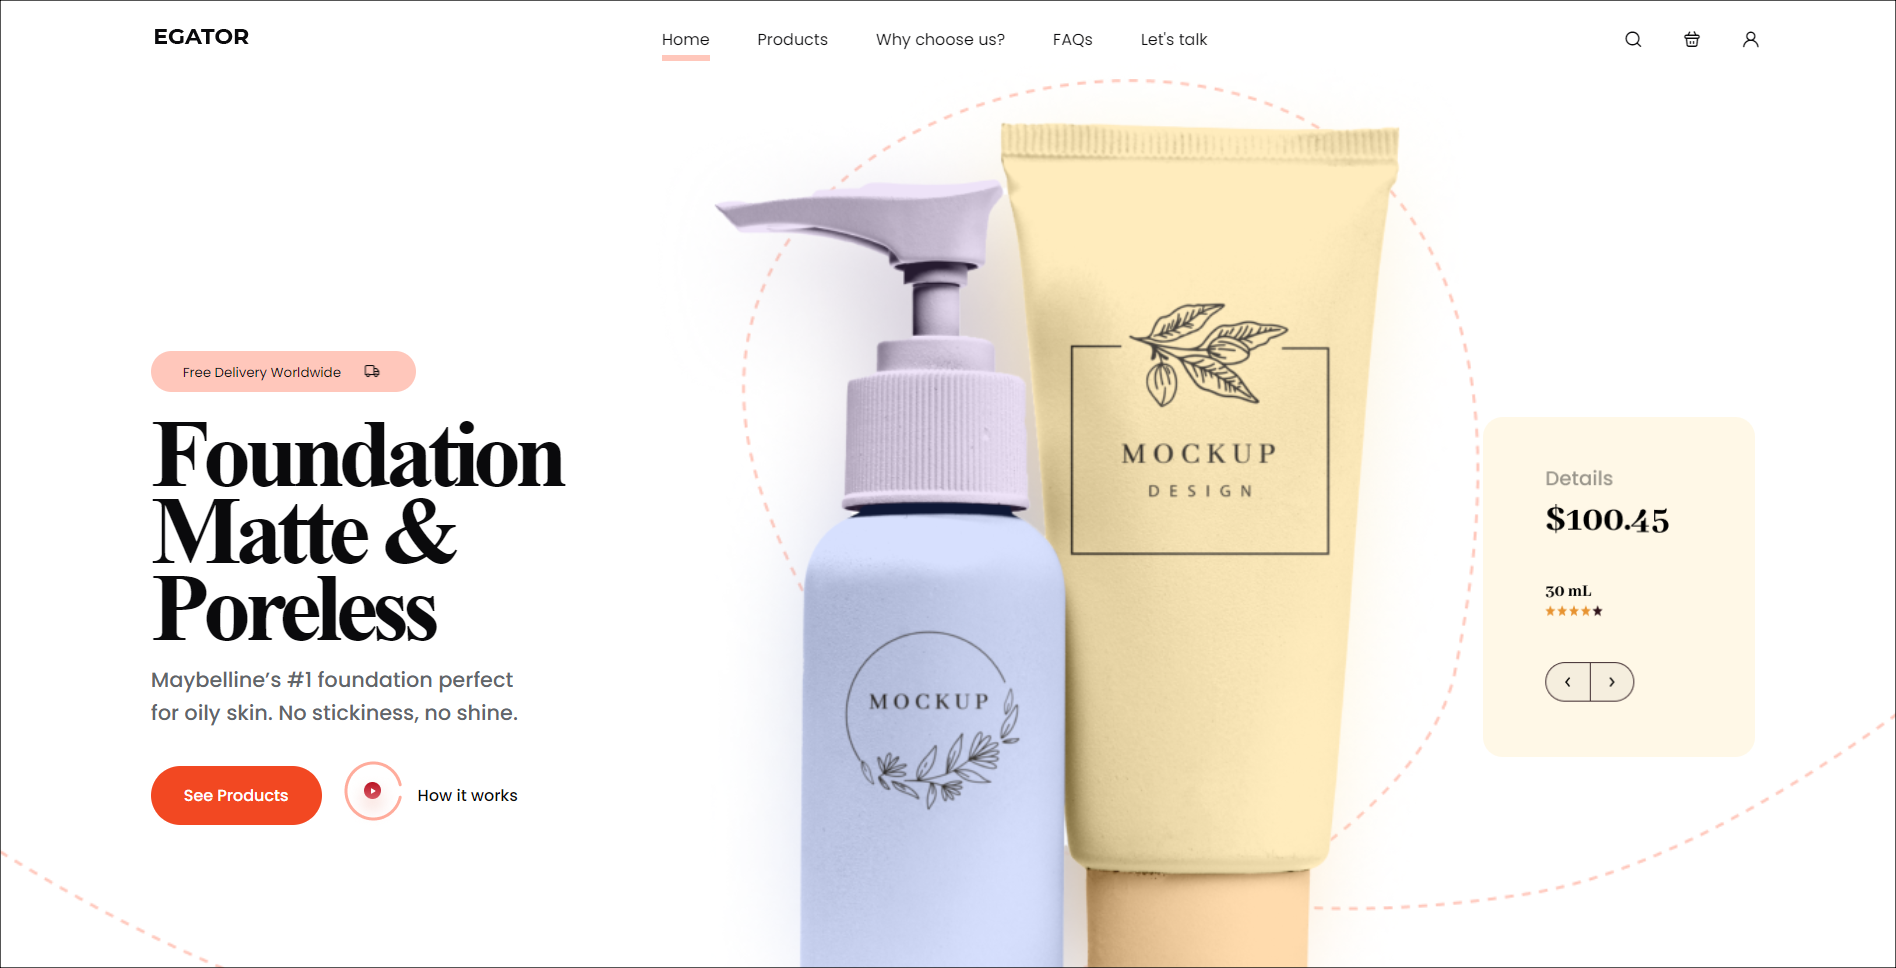 EGATOR
Home Products Why choose us? FAQs Let's talk
Free Delivery Worldwide
Foundation
Matte &
Poreless
Maybelline’s #1 foundation perfect
for oily skin. No stickiness, no shine.
See Products
How it works
MOCKUP
MOCKUP
DESIGN
Details
$100.45
30 mL